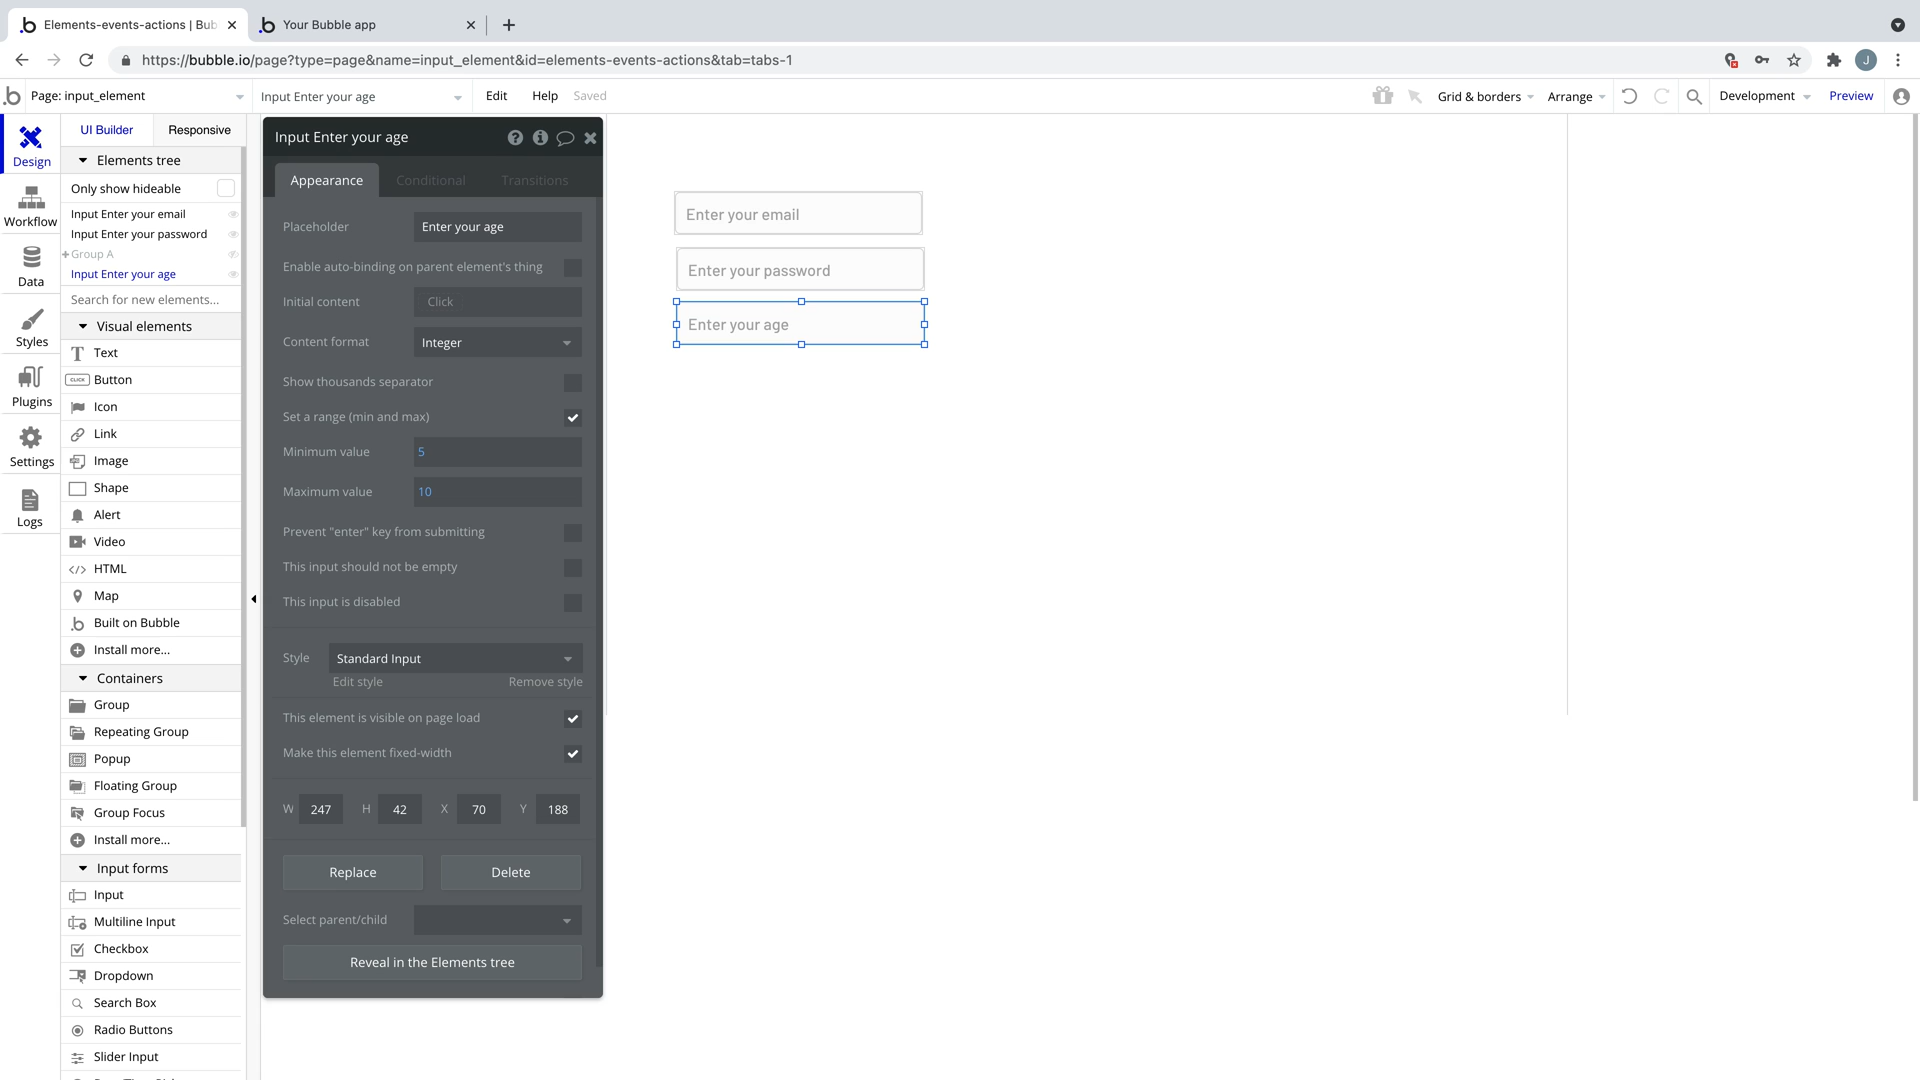 Elements-events-actions | Bub
Your Bubble app
https://bubble.io/page?type=page&name=input_element&id=elements-events-actions&tab=tabs-1
J
Page: input_element
Input Enter your age
Edit
Help
Saved
Grid & borders
Arrange
Development
Preview
Design
Workflow
Data
Styles
Plugins
Settings
Logs
UI Builder
Responsive
Elements tree
Only show hideable
Input Enter your email
Input Enter your password
Group A
Input Enter your age
Search for new elements...
Visual elements
Text
CLICK
Button
Icon
Link
Image
Shape
Alert
Video
HTML
Map
Built on Bubble
Install more...
Containers
Group
Repeating Group
Popup
Floating Group
Group Focus
Install more...
Input forms
Input
Multiline Input
Checkbox
Dropdown
Search Box
Radio Buttons
Slider Input
Input Enter your age
Appearance
Conditional
Transitions
Placeholder
Enter your age
Enable auto-binding on parent element's thing
Initial content
Click
Content format
Integer
Show thousands separator
Set a range (min and max)
Minimum value
5
Maximum value
10
Prevent "enter" key from submitting
This input should not be empty
This input is disabled
Style
Standard Input
Edit style
Remove style
This element is visible on page load
Make this element fixed-width
W 247 H 42 X 70 Y 188
Replace
Delete
Select parent/child
Reveal in the Elements tree
Enter your email
Enter your password
Enter your age